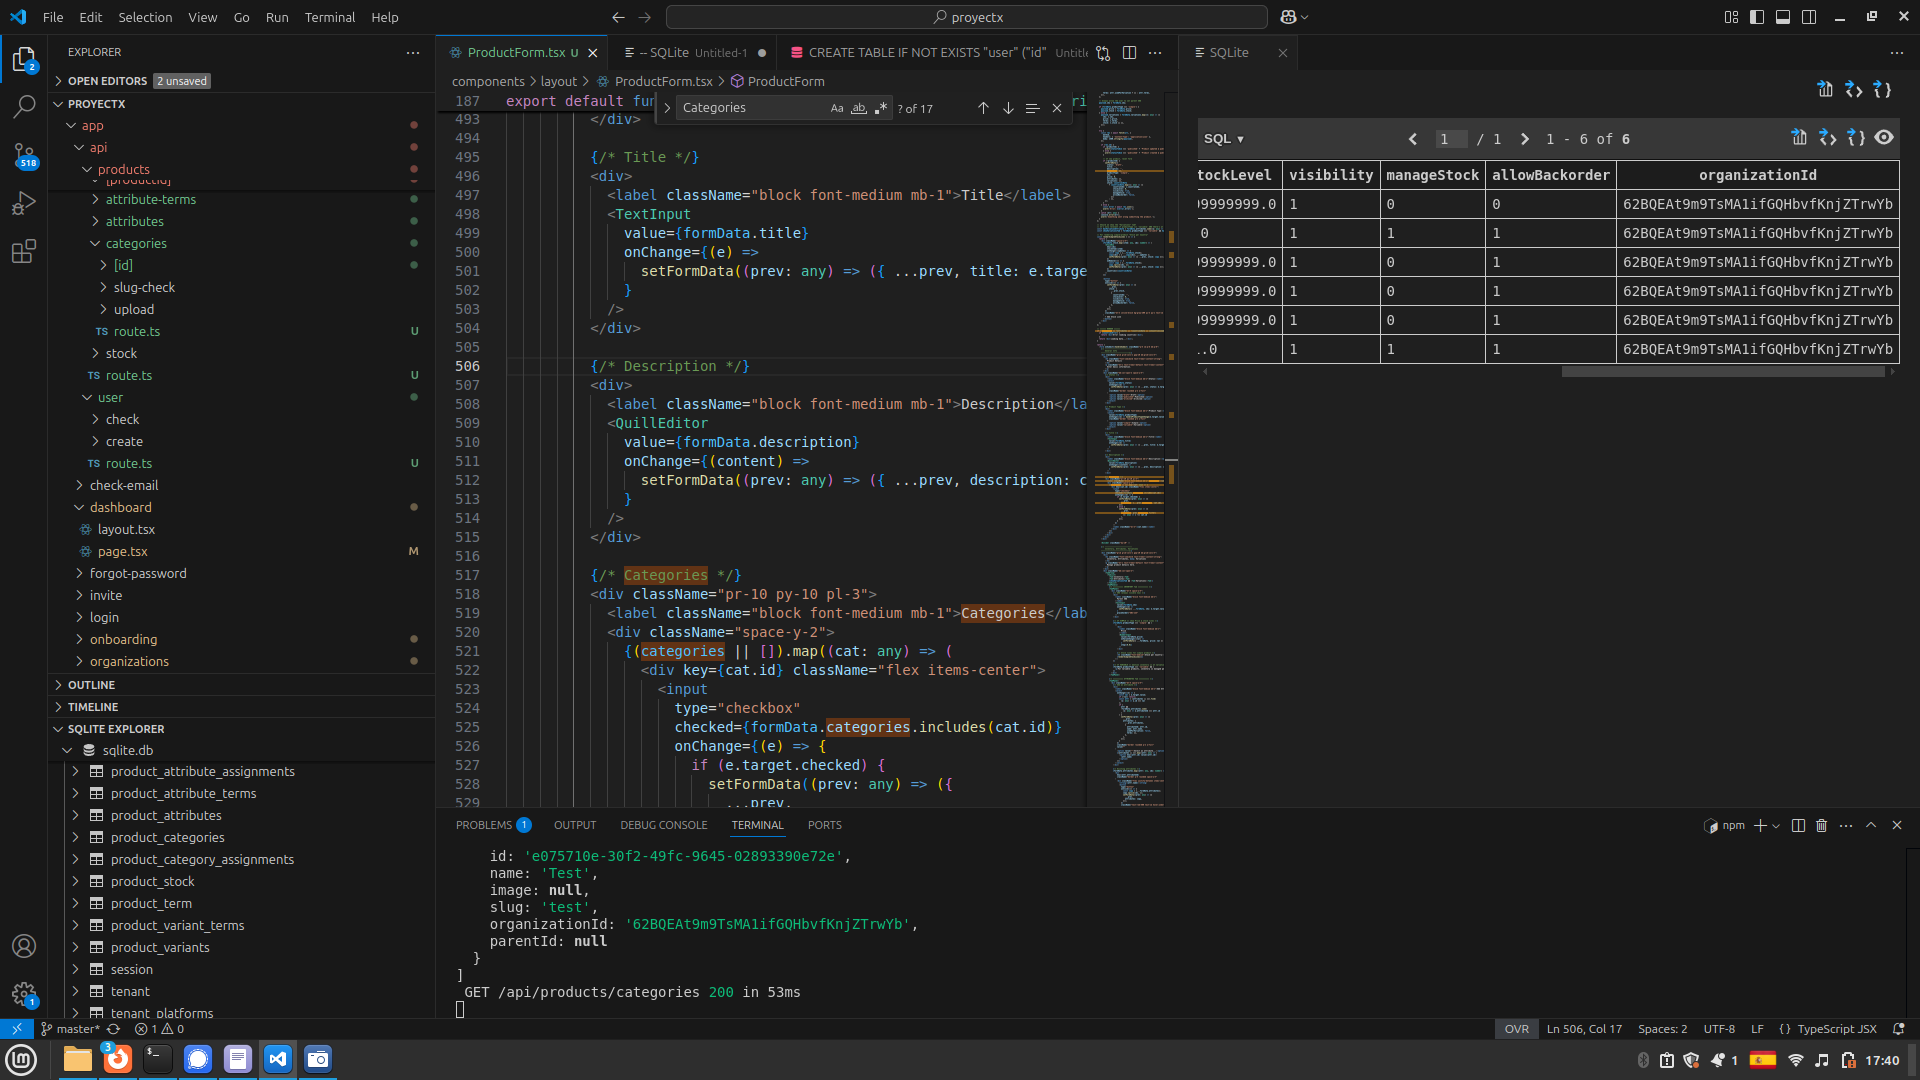 File Edit Selection View Go Run Terminal Help
proyectx
EXPLORER
OPEN EDITORS 2 unsaved
PROYECTX
app
api
products
[productId]
attribute-terms
attributes
categories
[id]
slug-check
upload
TS route.ts U
stock
TS route.ts U
user
check
create
TS route.ts U
check-email
dashboard
layout.tsx
page.tsx M
forgot-password
invite
login
onboarding
organizations
OUTLINE
TIMELINE
SQLITE EXPLORER
sqlite.db
product_attribute_assignments
product_attribute_terms
product_attributes
product_categories
product_category_assignments
product_stock
product_term
product_variant_terms
product_variants
session
tenant
tenant_platforms
2
518
1
ProductForm.tsx U
-- SQLite Untitled-1
CREATE TABLE IF NOT EXISTS "user" ("id" Untitle
components > layout > ProductForm.tsx > ProductForm
Categories Aa ab ? of 17
187 export default fun
493 </div>
494
495 {/* Title */}
496 <div>
497 <label className="block font-medium mb-1">Title</label>
498 <TextInput
499 value={formData.title}
500 onChange={(e) =>
501 setFormData((prev: any) => ({ ...prev, title: e.targe
502 }
503 />
504 </div>
505
506 {/* Description */}
507 <div>
508 <label className="block font-medium mb-1">Description</la
509 <QuillEditor
510 value={formData.description}
511 onChange={(content) =>
512 setFormData((prev: any) => ({ ...prev, description: c
513 }
514 />
515 </div>
516
517 {/* Categories */}
518 <div className="pr-10 py-10 pl-3">
519 <label className="block font-medium mb-1">Categories</lab
520 <div className="space-y-2">
521 {(categories || []).map((cat: any) => (
522 <div key={cat.id} className="flex items-center">
523 <input
524 type="checkbox"
525 checked={formData.categories.includes(cat.id)}
526 onChange={(e) => {
527 if (e.target.checked) {
528 setFormData((prev: any) => ({
529 ...prev,
SQLite
SQL 1 / 1 1 - 6 of 6
tockLevel visibility manageStock allowBackorder organizationId
99999999.0 1 0 0 62BQEAt9m9TsMA1ifGQHbvfKnjZTrwYb
0 1 1 1 62BQEAt9m9TsMA1ifGQHbvfKnjZTrwYb
99999999.0 1 0 1 62BQEAt9m9TsMA1ifGQHbvfKnjZTrwYb
99999999.0 1 0 1 62BQEAt9m9TsMA1ifGQHbvfKnjZTrwYb
99999999.0 1 0 1 62BQEAt9m9TsMA1ifGQHbvfKnjZTrwYb
.0 1 1 1 62BQEAt9m9TsMA1ifGQHbvfKnjZTrwYb
PROBLEMS 1 OUTPUT DEBUG CONSOLE TERMINAL PORTS npm
id: 'e075710e-30f2-49fc-9645-02893390e72e',
name: 'Test',
image: null,
slug: 'test',
organizationId: '62BQEAt9m9TsMA1ifGQHbvfKnjZTrwYb',
parentId: null
}
]
GET /api/products/categories 200 in 53ms
master* 1 0 OVR Ln 506, Col 17 Spaces: 2 UTF-8 LF {} TypeScript JSX
3 1 17:40